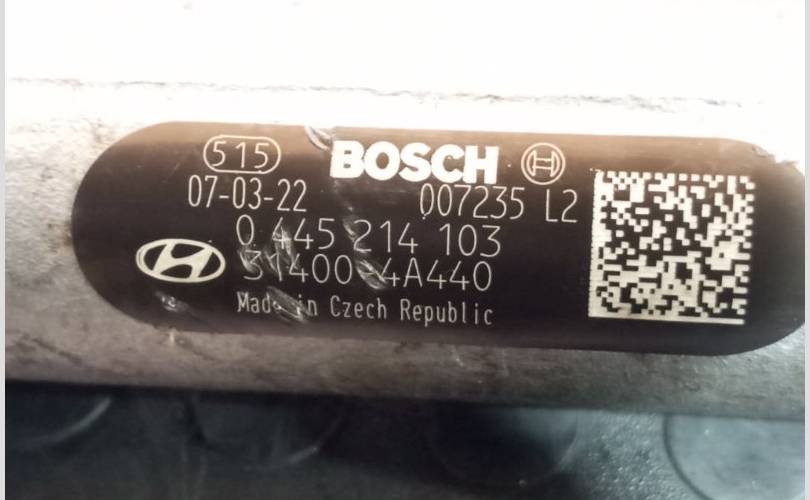 515 BOSCH
07-03-22 007235 L2
0 445 214 103
31400-4A440
Made in Czech Republic